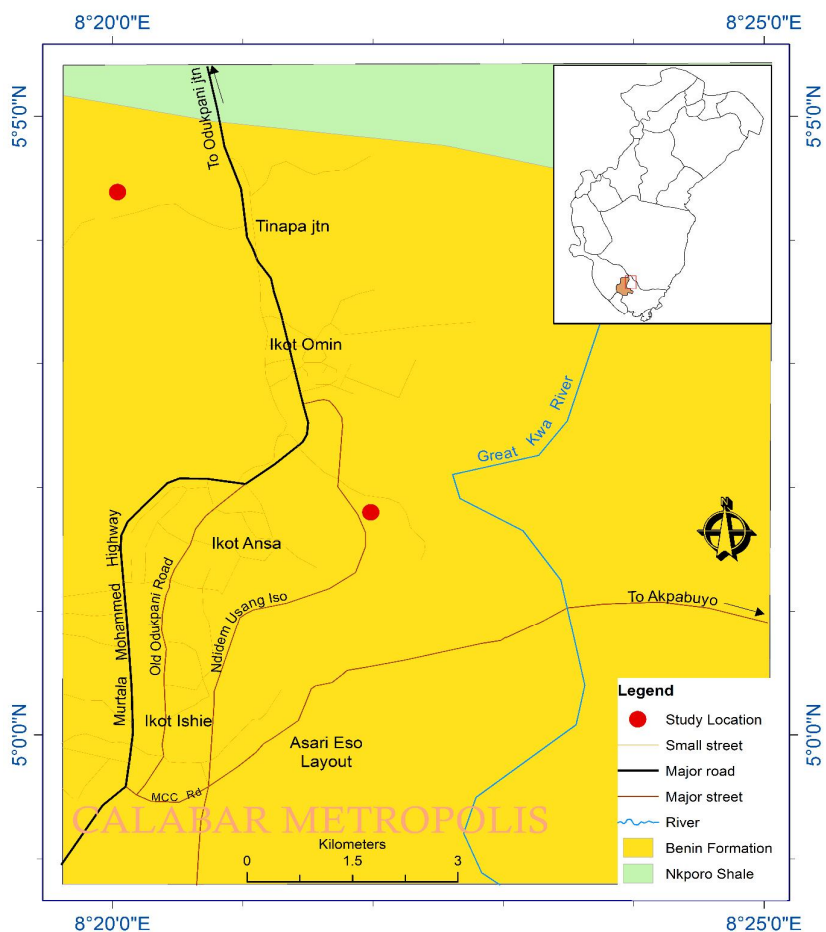 8°20'0"E
8°25'0"E
5°5'0"N
5°5'0"N
To Odukpani jtn
Tinapa jtn
Ikot Omin
Great Kwa River
N
Ikot Ansa
Murtala Mohammed Highway
Old Odukpani Road
Ndidem Usang Iso
To Akpabuyo
Ikot Ishie
Asari Eso
Layout
MCC Rd
5°0'0"N
5°0'0"N
CALABAR METROPOLIS
Kilometers
0 1.5 3
Legend
Study Location
Small street
Major road
Major street
River
Benin Formation
Nkporo Shale
8°20'0"E
8°25'0"E